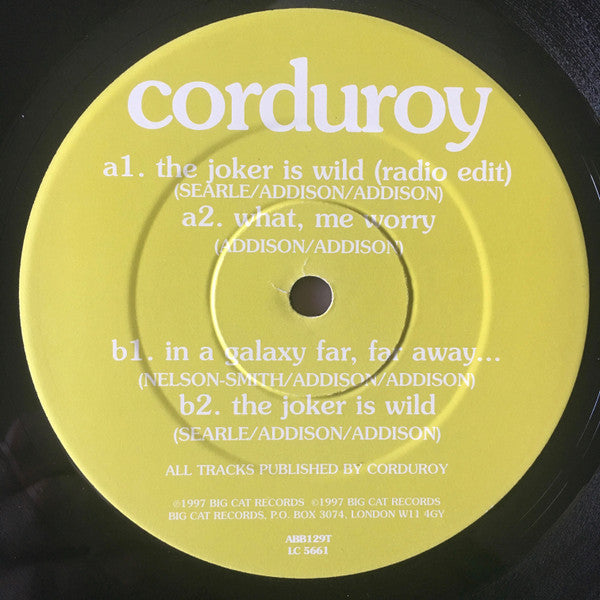 corduroy
a1. the joker is wild (radio edit)
(SEARLE/ADDISON/ADDISON)
a2. what, me worry
(ADDISON/ADDISON)
b1. in a galaxy far, far away...
(NELSON-SMITH/ADDISON/ADDISON)
b2. the joker is wild
(SEARLE/ADDISON/ADDISON)
ALL TRACKS PUBLISHED BY CORDUROY
℗1997 BIG CAT RECORDS ©1997 BIG CAT RECORDS
BIG CAT RECORDS, P.O. BOX 3074, LONDON W11 4GY
ABB129T
LC 5661